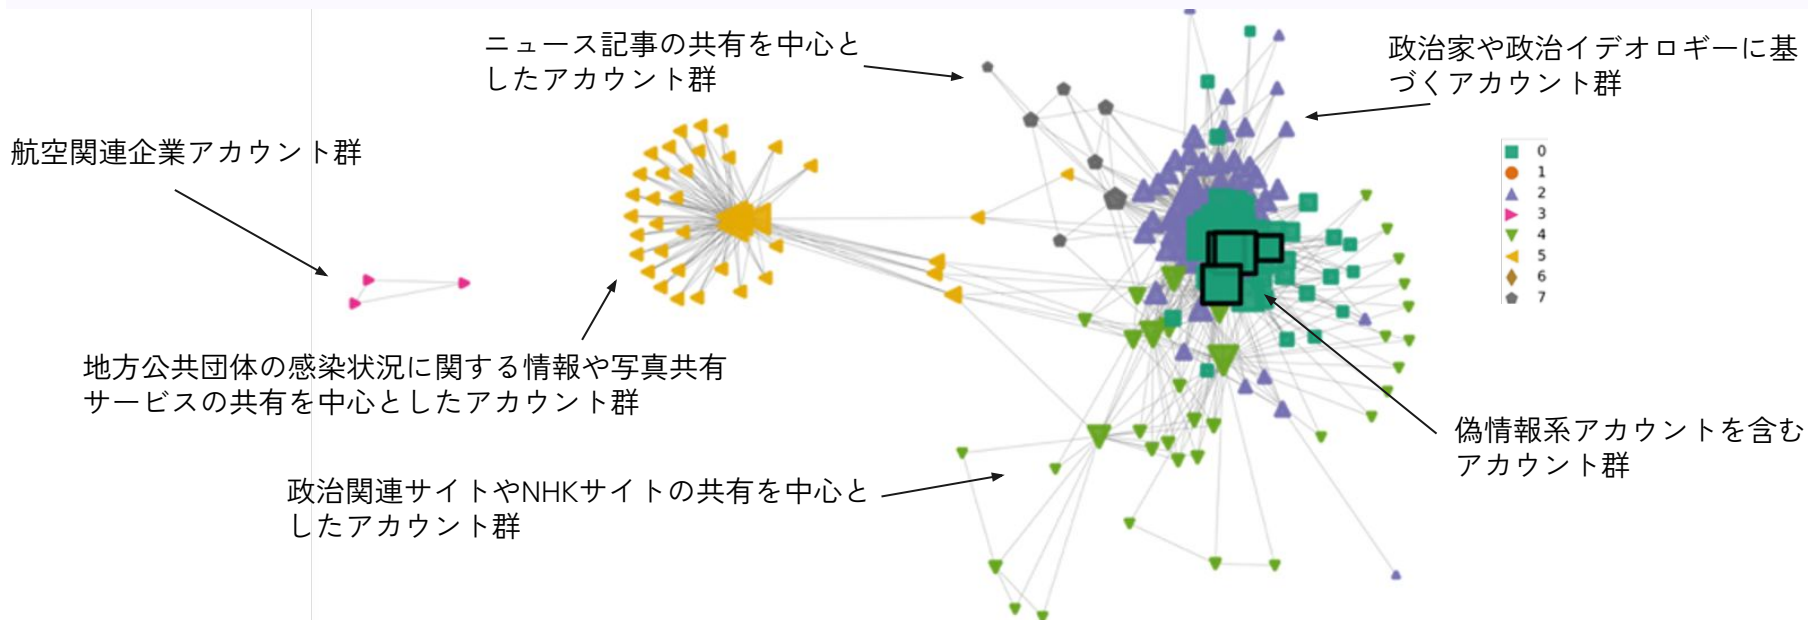 ニュース記事の共有を中心と
したアカウント群
政治家や政治イデオロギーに基
づくアカウント群
航空関連企業アカウント群
0
1
2
3
4
5
6
7
地方公共団体の感染状況に関する情報や写真共有
サービスの共有を中心としたアカウント群
偽情報系アカウントを含む
アカウント群
政治関連サイトやNHKサイトの共有を中心と
したアカウント群